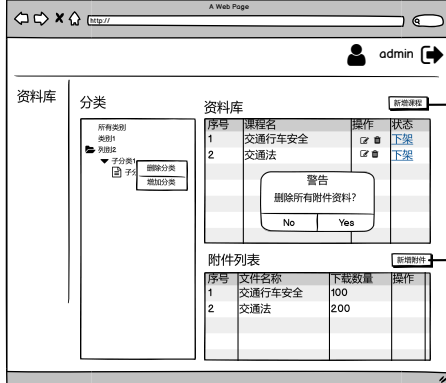 A Web Page
http://
admin
资料库
分类
所有类别
类别1
列别2
子分类1
子分
删除分类
增加分类
资料库
新增课程
序号 课程名 操作 状态
1 交通行车安全 下架
2 交通法 下架
警告
删除所有附件资料?
No Yes
附件列表
新增附件
序号 文件名称 下载数量 操作
1 交通行车安全 100
2 交通法 200